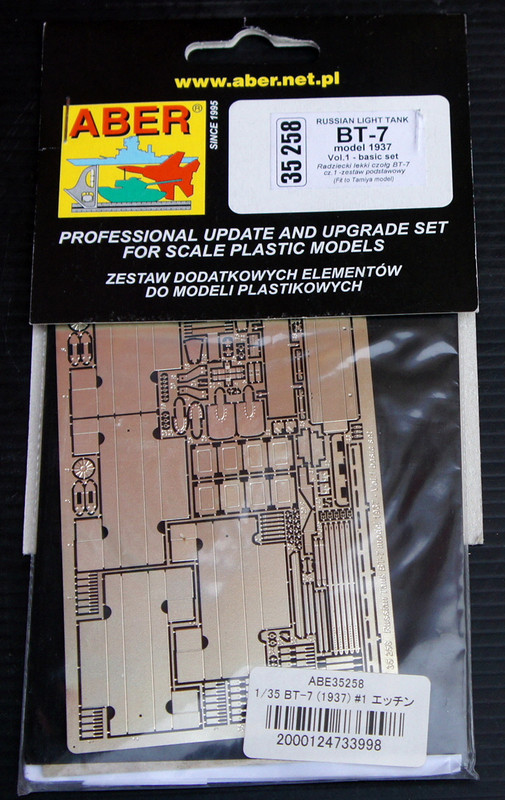 www.aber.net.pl
ABER®
SINCE 1995
35 258
RUSSIAN LIGHT TANK
BT-7
model 1937
Vol.1 - basic set
Radziecki lekki czołg BT-7
cz.1 -zestaw podstawowy
(Fit to Tamiya model)
PROFESSIONAL UPDATE AND UPGRADE SET
FOR SCALE PLASTIC MODELS
ZESTAW DODATKOWYCH ELEMENTÓW
DO MODELI PLASTIKOWYCH
ABE35258
1/35 BT-7 (1937) #1 エッチン
2000124733998